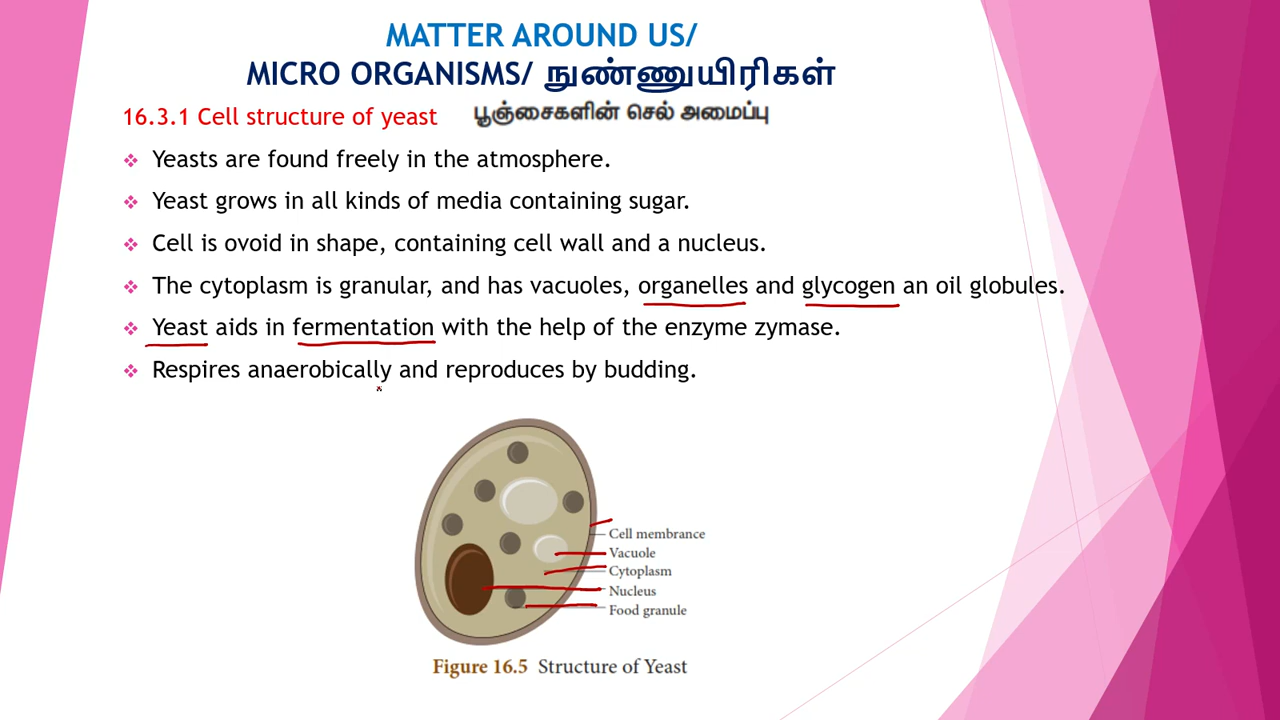 MATTER AROUND US/
MICRO ORGANISMS/ நுண்ணுயிரிகள்
16.3.1 Cell structure of yeast பூஞ்சைகளின் செல் அமைப்பு
❖ Yeasts are found freely in the atmosphere.
❖ Yeast grows in all kinds of media containing sugar.
❖ Cell is ovoid in shape, containing cell wall and a nucleus.
❖ The cytoplasm is granular, and has vacuoles, organelles and glycogen an oil globules.
❖ Yeast aids in fermentation with the help of the enzyme zymase.
❖ Respires anaerobically and reproduces by budding.
Cell membrance
Vacuole
Cytoplasm
Nucleus
Food granule
Figure 16.5 Structure of Yeast